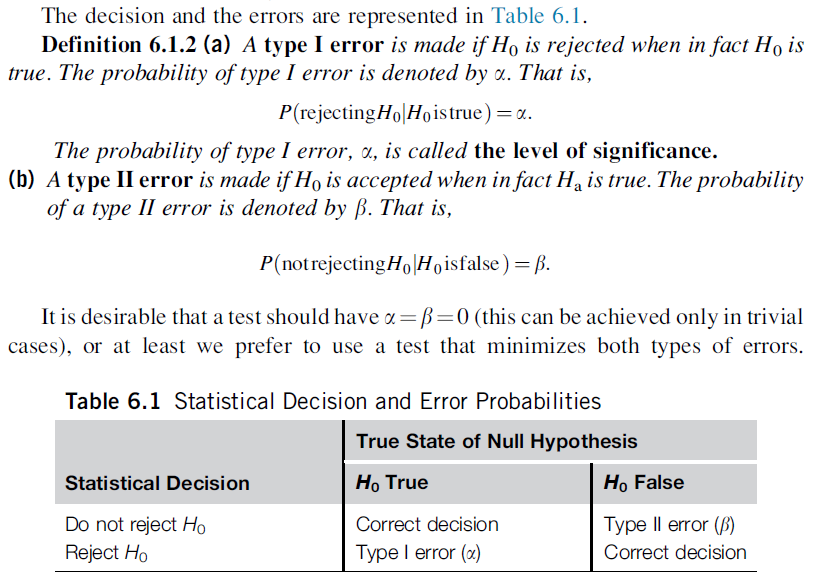 The decision and the errors are represented in Table 6.1.
Definition 6.1.2 (a) A type I error is made if H₀ is rejected when in fact H₀ is
true. The probability of type I error is denoted by α. That is,
P(rejectingH₀|H₀istrue) = α.
The probability of type I error, α, is called the level of significance.
(b) A type II error is made if H₀ is accepted when in fact Hₐ is true. The probability
of a type II error is denoted by β. That is,
P(notrejectingH₀|H₀isfalse) = β.
It is desirable that a test should have α = β = 0 (this can be achieved only in trivial
cases), or at least we prefer to use a test that minimizes both types of errors.
Table 6.1 Statistical Decision and Error Probabilities
True State of Null Hypothesis
Statistical Decision H₀ True H₀ False
Do not reject H₀ Correct decision Type II error (β)
Reject H₀ Type I error (α) Correct decision